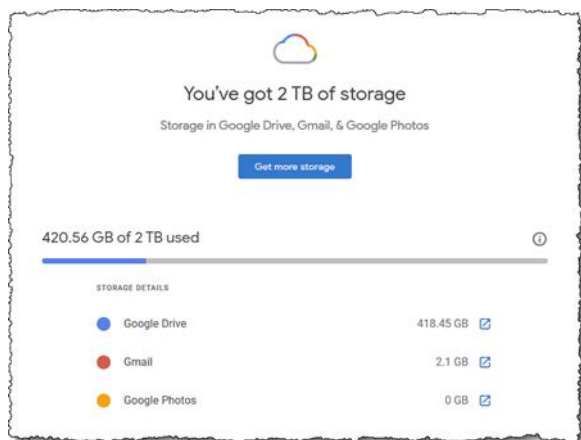 You've got 2 TB of storage
Storage in Google Drive, Gmail, & Google Photos
Get more storage
420.56 GB of 2 TB used
STORAGE DETAILS
Google Drive 418.45 GB
Gmail 2.1 GB
Google Photos 0 GB